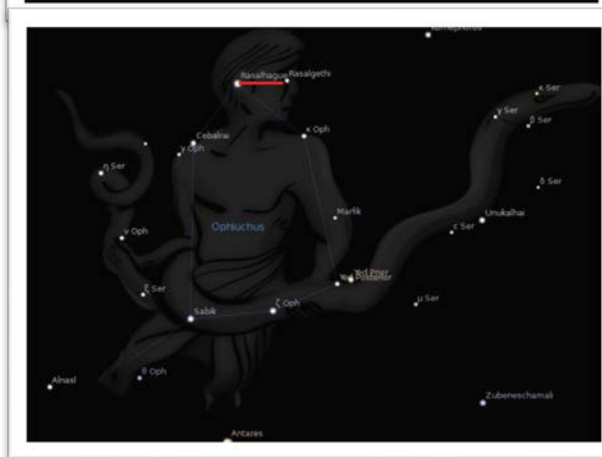 Rasalhague
Rasalgethi
κ Ser
γ Ser
β Ser
Cebalrai
κ Oph
γ Oph
η Ser
δ Ser
Marfik
Unukalhai
Ophiuchus
ν Oph
ε Ser
Yed Prior
Yed Posterior
ξ Ser
μ Ser
Sabik
ζ Oph
θ Oph
Alnasl
Zubeneschamali
Antares